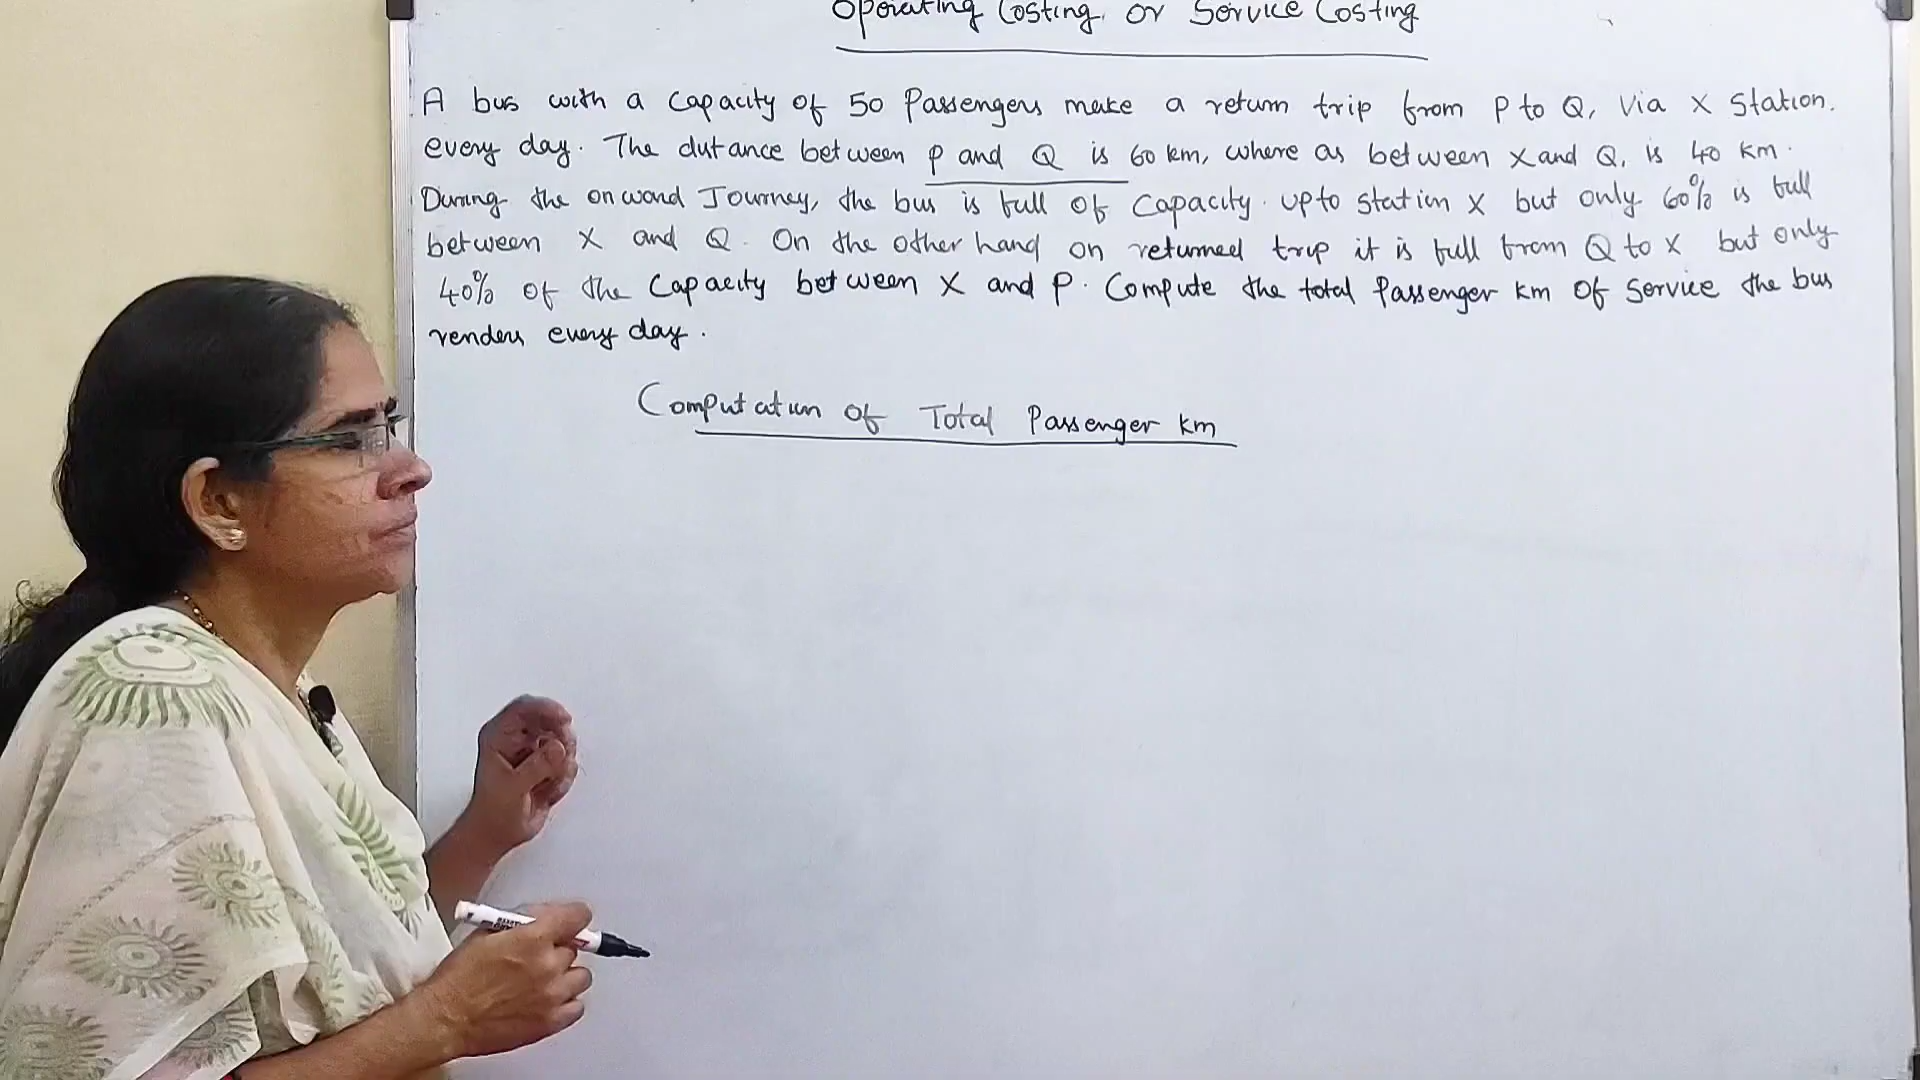 Operating Costing or Service Costing
A bus with a capacity of 50 Passengers make a return trip from P to Q, via X Station.
every day. The distance between P and Q is 60 km, where as between X and Q, is 40 km.
During the onward Journey, the bus is full of Capacity. upto station X but only 60% is full
between X and Q. On the other hand on returned trip it is full from Q to X but only
40% of the Capacity between X and P. Compute the total Passenger km of Service the bus
renders every day.
Computation of Total Passenger km